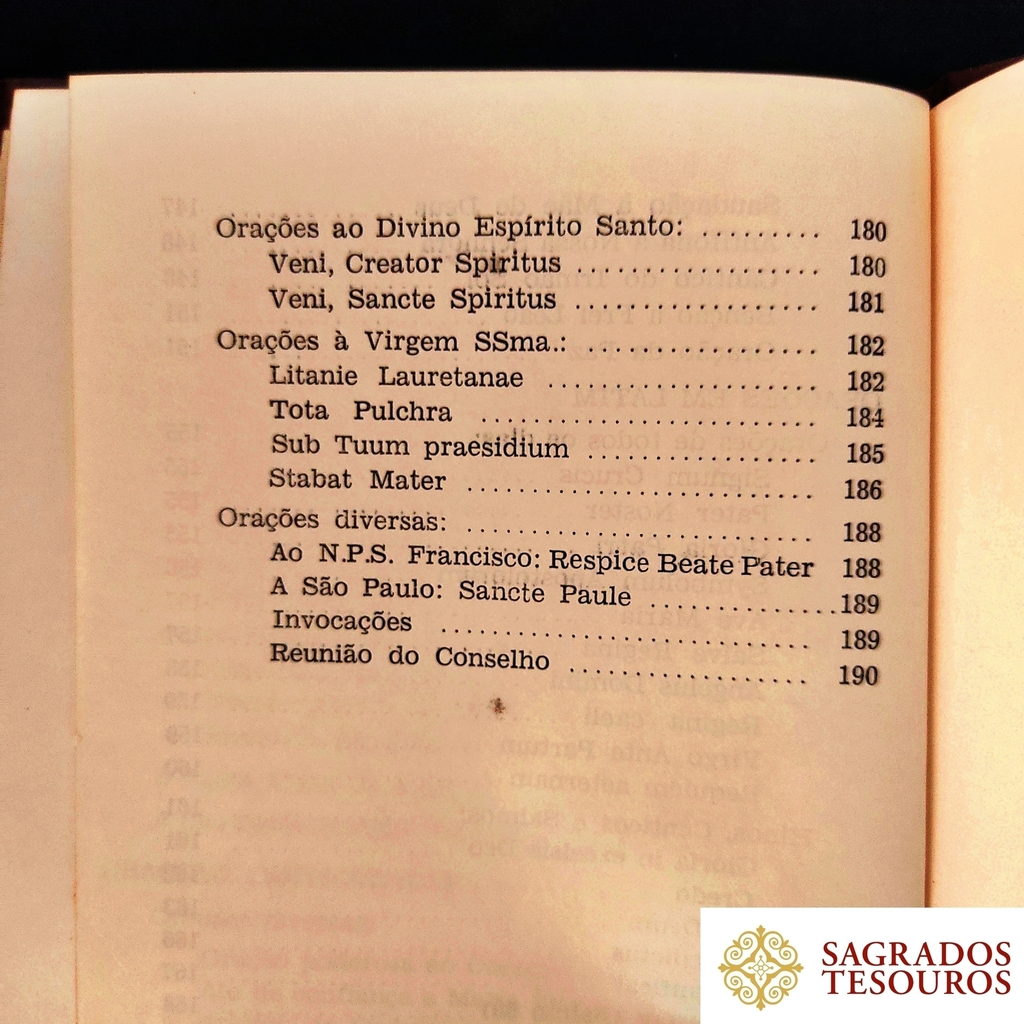 Orações ao Divino Espírito Santo: ......... 180
Veni, Creator Spiritus ................... 180
Veni, Sancte Spiritus ................... 181
Orações à Virgem SSma.: .................. 182
Litanie Lauretanae ..................... 182
Tota Pulchra .......................... 184
Sub Tuum praesidium .................. 185
Stabat Mater .......................... 186
Orações diversas: .......................... 188
Ao N.P.S. Francisco: Respice Beate Pater 188
A São Paulo: Sancte Paule ..............189
Invocações ............................ 189
Reunião do Conselho .................. 190
SAGRADOS
TESOUROS